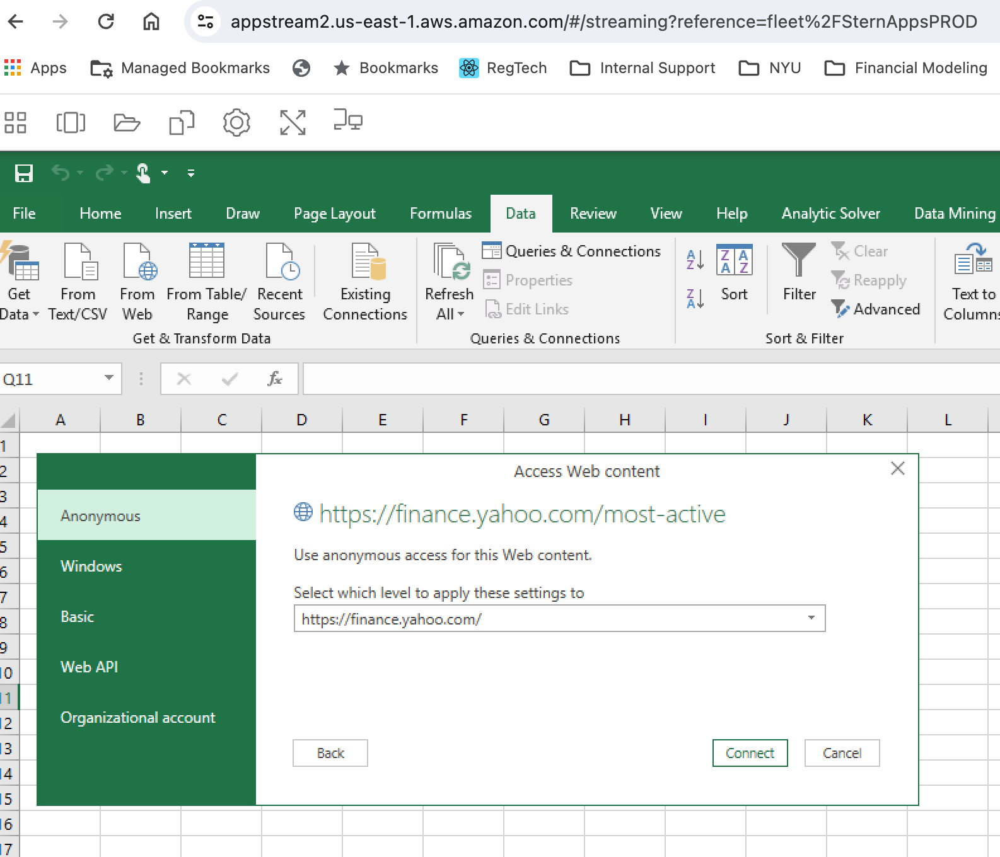 appstream2.us-east-1.aws.amazon.com/#/streaming?reference=fleet%2FSternAppsPROD
Apps Managed Bookmarks Bookmarks RegTech Internal Support NYU Financial Modeling
File Home Insert Draw Page Layout Formulas Data Review View Help Analytic Solver Data Mining
Get Data From Text/CSV From Web From Table/ Range Recent Sources Existing Connections
Get & Transform Data
Refresh All Queries & Connections
Properties
Edit Links
Queries & Connections
Sort Filter Clear
Reapply
Advanced
Sort & Filter
Text to Columns
Q11 fx
A B C D E F G H I J K L
1
2
3
4
5
6
7
8
9
10
11
12
13
14
15
16
17
Access Web content
Anonymous
Windows
Basic
Web API
Organizational account
https://finance.yahoo.com/most-active
Use anonymous access for this Web content.
Select which level to apply these settings to
https://finance.yahoo.com/
Back Connect Cancel